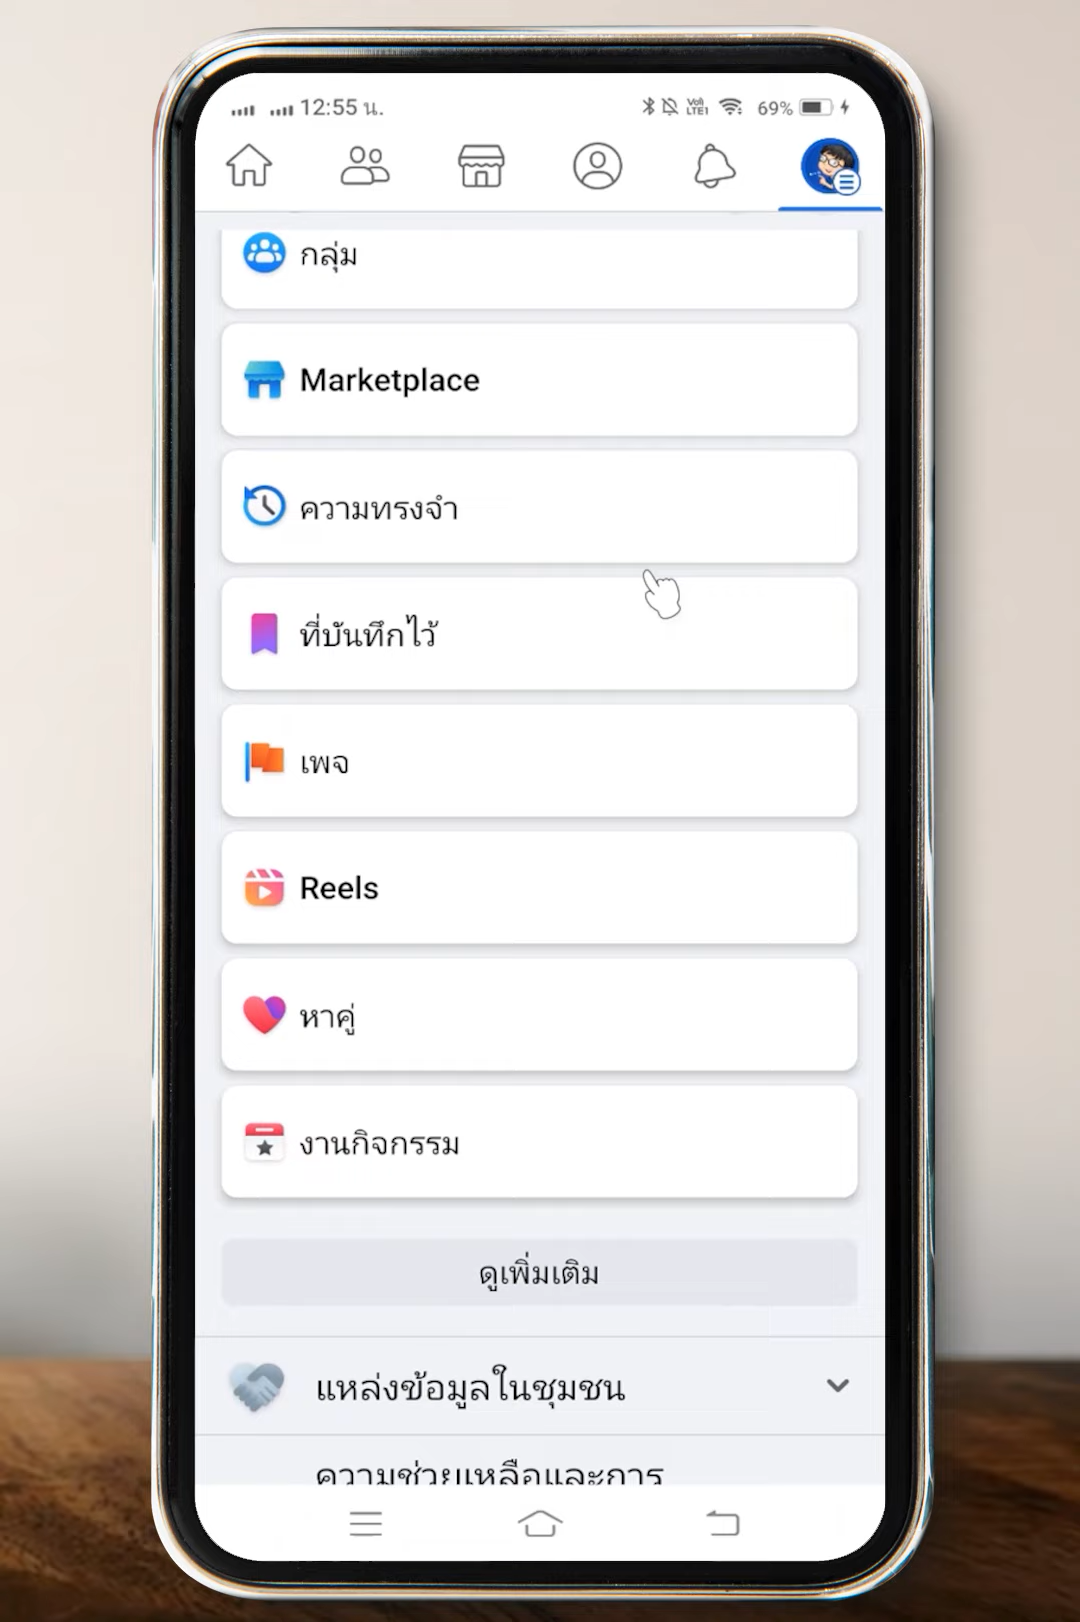 12:55 น.
Vo) LTE1 69%
กลุ่ม
Marketplace
ความทรงจำ
ที่บันทึกไว้
เพจ
Reels
หาคู่
งานกิจกรรม
ดูเพิ่มเติม
แหล่งข้อมูลในชุมชน
ความช่วยเหลือและการ